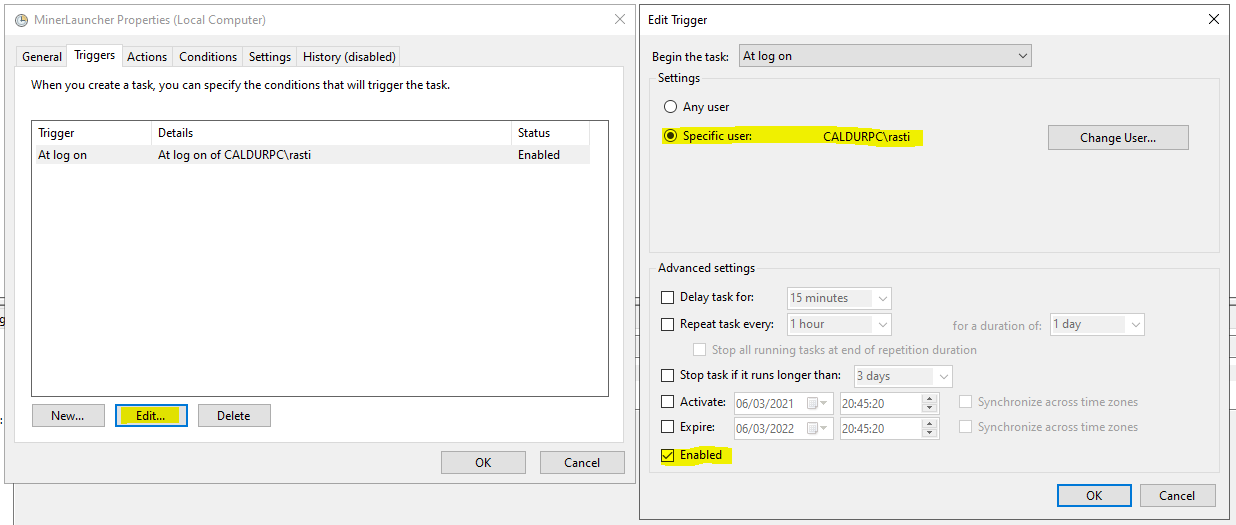 MinerLauncher Properties (Local Computer)
General Triggers Actions Conditions Settings History (disabled)
When you create a task, you can specify the conditions that will trigger the task.
Trigger Details Status
At log on At log on of CALDURPC\rasti Enabled
New... Edit... Delete
OK Cancel
Edit Trigger
Begin the task: At log on
Settings
Any user
Specific user: CALDURPC\rasti Change User...
Advanced settings
Delay task for: 15 minutes
Repeat task every: 1 hour for a duration of: 1 day
Stop all running tasks at end of repetition duration
Stop task if it runs longer than: 3 days
Activate: 06/03/2021 20:45:20 Synchronize across time zones
Expire: 06/03/2022 20:45:20 Synchronize across time zones
Enabled
OK Cancel